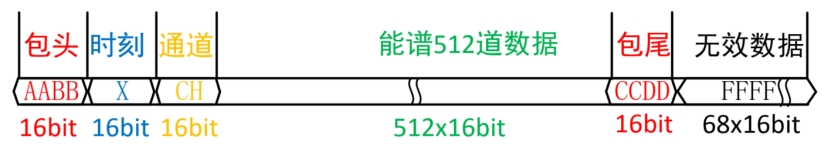 包头 时刻 通道 能谱512道数据 包尾 无效数据
AABB X CH CCDD FFFF
16bit 16bit 16bit 512x16bit 16bit 68x16bit